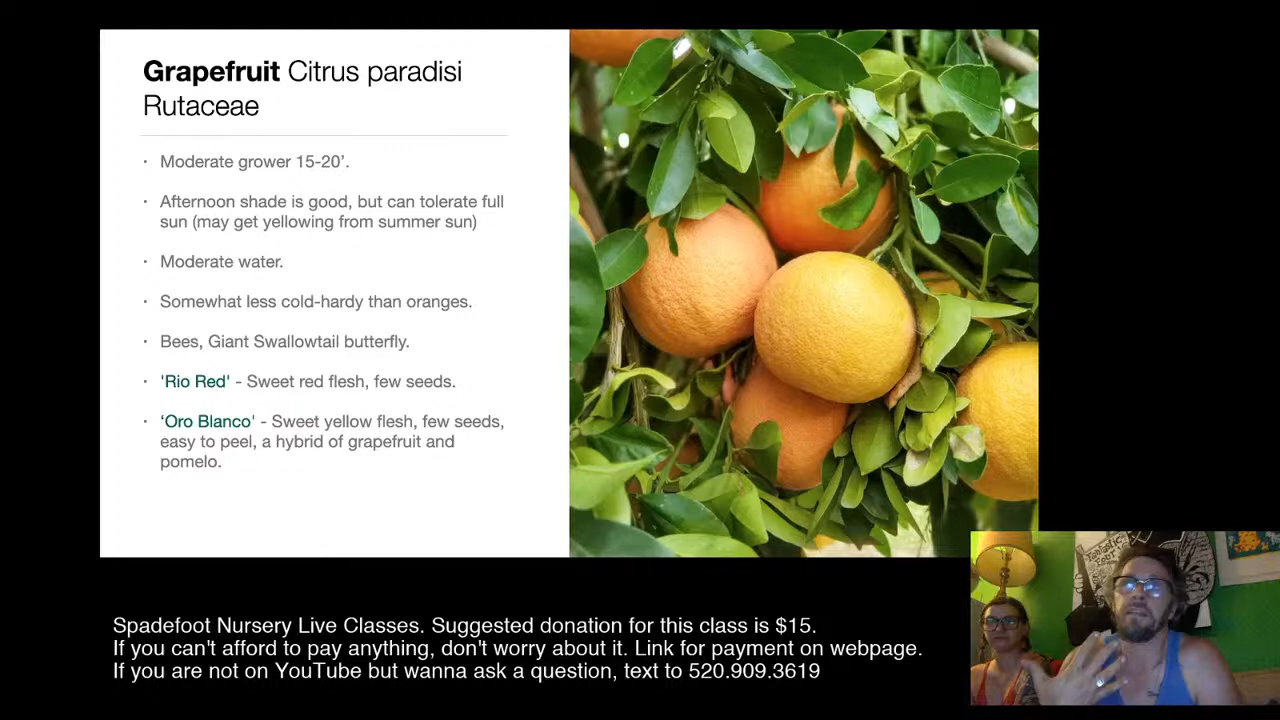 Grapefruit Citrus paradisi
Rutaceae
· Moderate grower 15-20’.
· Afternoon shade is good, but can tolerate full
sun (may get yellowing from summer sun)
· Moderate water.
· Somewhat less cold-hardy than oranges.
· Bees, Giant Swallowtail butterfly.
· 'Rio Red' - Sweet red flesh, few seeds.
· ‘Oro Blanco' - Sweet yellow flesh, few seeds,
easy to peel, a hybrid of grapefruit and
pomelo.
Spadefoot Nursery Live Classes. Suggested donation for this class is $15.
If you can't afford to pay anything, don't worry about it. Link for payment on webpage.
If you are not on YouTube but wanna ask a question, text to 520.909.3619